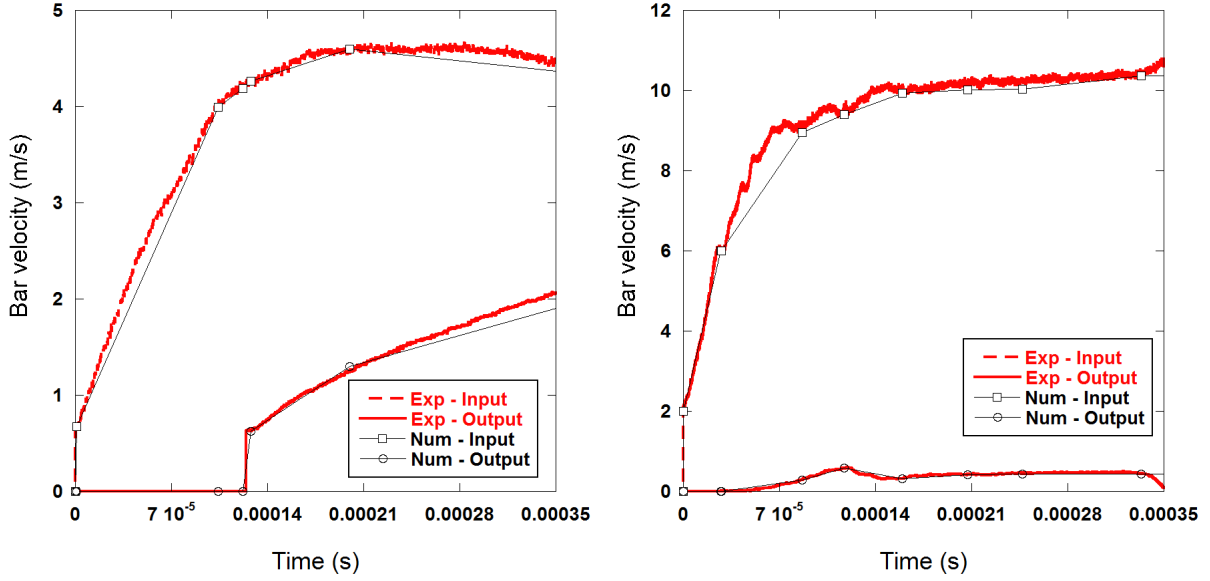 5
4
3
2
1
0
Bar velocity (m/s)
Exp - Input
Exp - Output
Num - Input
Num - Output
0
7 10-5
0.00014
0.00021
0.00028
0.00035
Time (s)
12
10
8
6
4
2
0
Bar velocity (m/s)
Exp - Input
Exp - Output
Num - Input
Num - Output
0
7 10-5
0.00014
0.00021
0.00028
0.00035
Time (s)